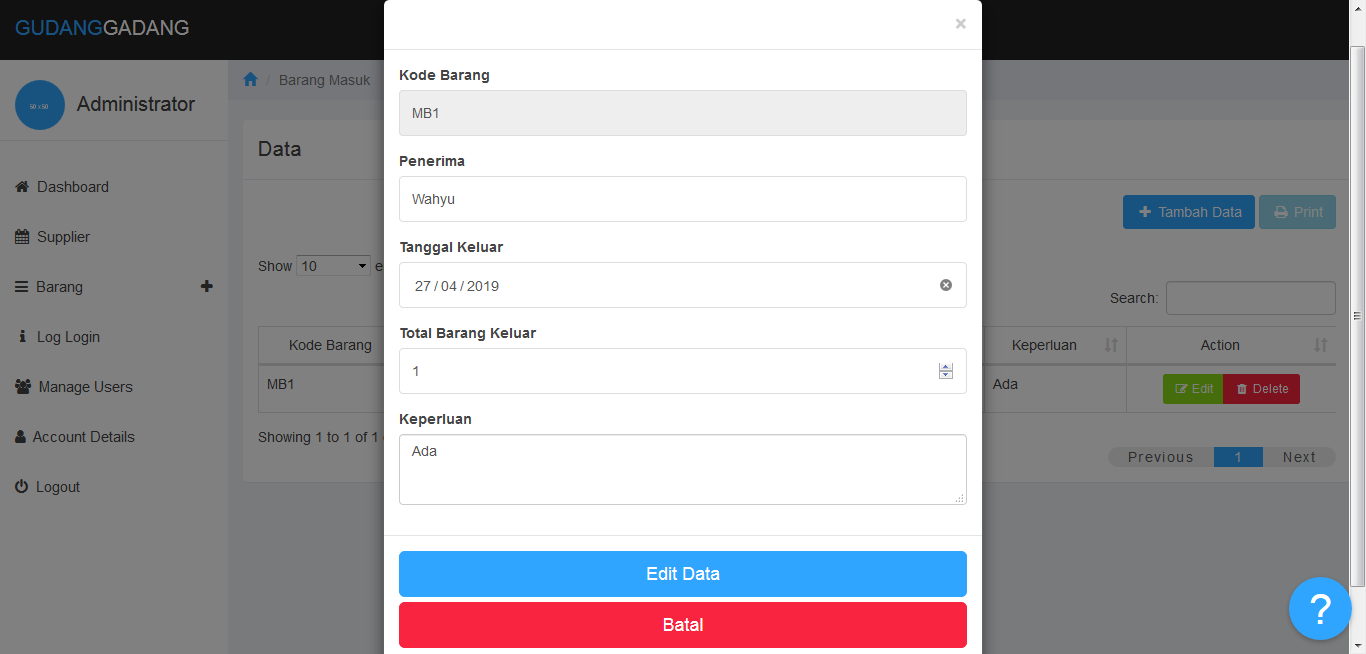 GUDANGGADANG
×
50 x 50
Administrator
Dashboard
Supplier
Barang
Log Login
Manage Users
Account Details
Logout
/ Barang Masuk
Data
Tambah Data
Print
Show 10 e
Search:
Kode Barang
Keperluan
Action
MB1
Ada
Edit
Delete
Showing 1 to 1 of 1
Previous
1
Next
Kode Barang
MB1
Penerima
Wahyu
Tanggal Keluar
27 / 04 / 2019
Total Barang Keluar
1
Keperluan
Ada
Edit Data
Batal
?